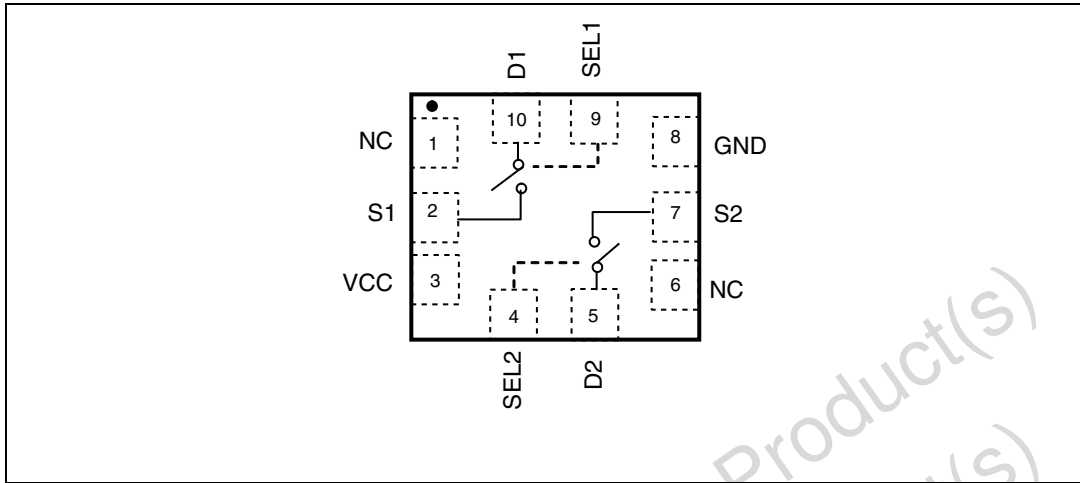 D1
SEL1
10
9
NC
1
8
GND
S1
2
7
S2
VCC
3
6
NC
4
5
SEL2
D2
Product(s)